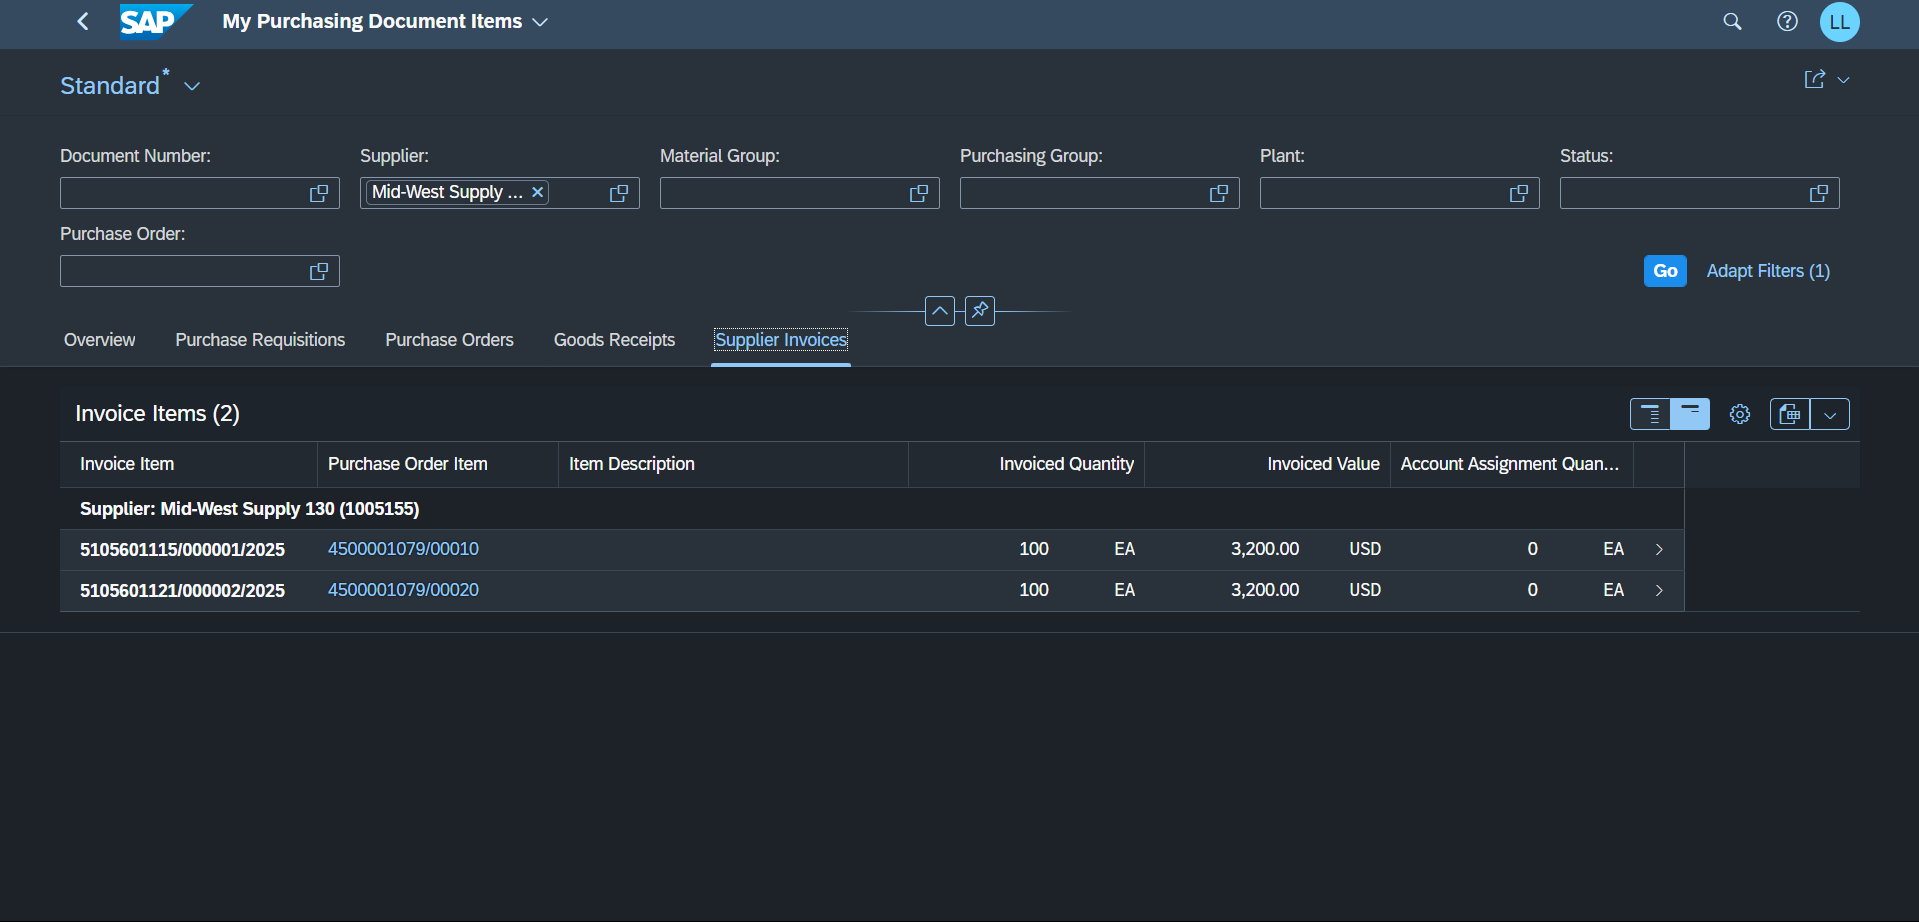 SAP My Purchasing Document Items
LL
Standard*
Document Number: Supplier: Material Group: Purchasing Group: Plant: Status:
Mid-West Supply ...
Purchase Order:
Go Adapt Filters (1)
Overview Purchase Requisitions Purchase Orders Goods Receipts Supplier Invoices
Invoice Items (2)
Invoice Item Purchase Order Item Item Description Invoiced Quantity Invoiced Value Account Assignment Quan...
Supplier: Mid-West Supply 130 (1005155)
5105601115/000001/2025 4500001079/00010 100 EA 3,200.00 USD 0 EA
5105601121/000002/2025 4500001079/00020 100 EA 3,200.00 USD 0 EA